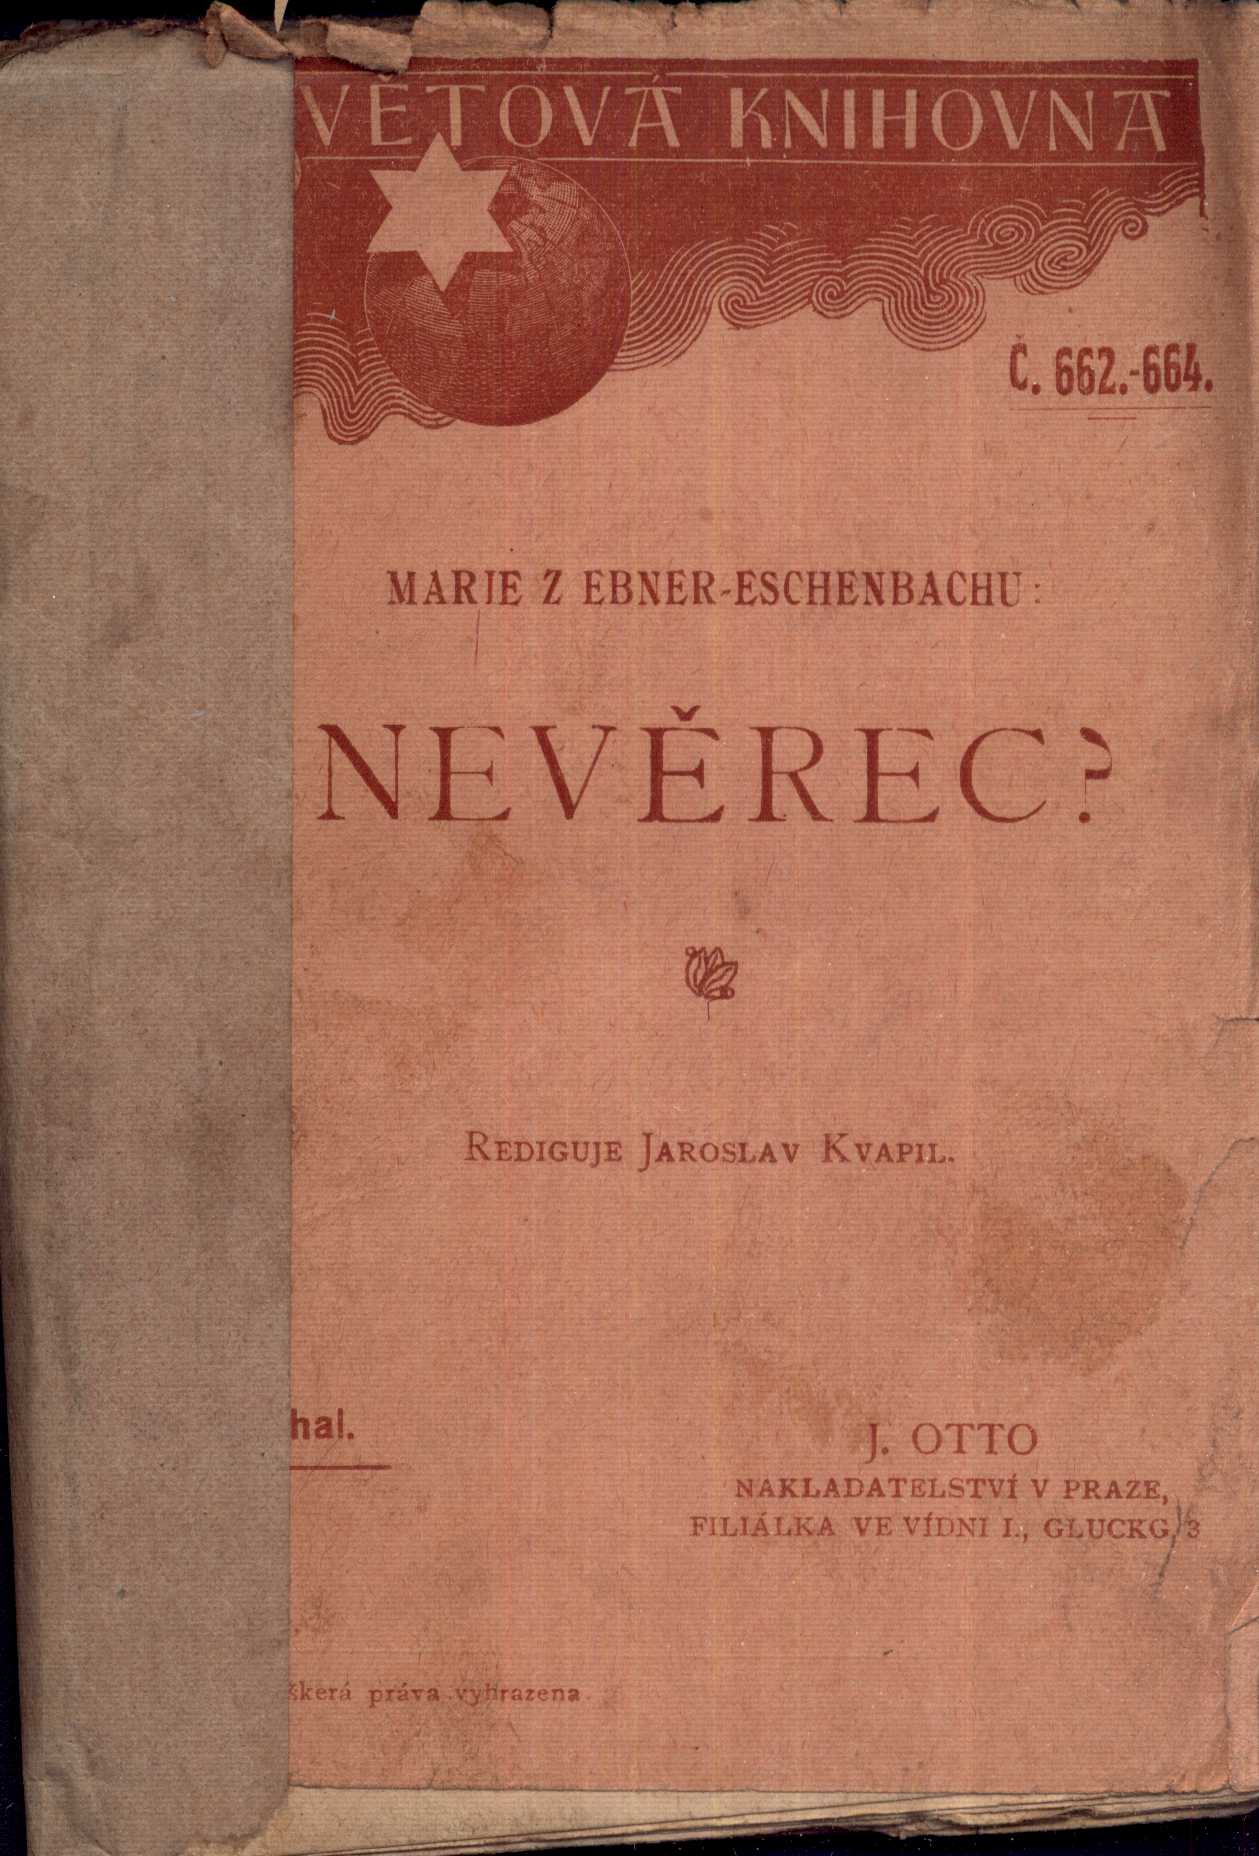 VĚTOVÁ KNIHOVNA
Č. 662.-664.
MARIE Z EBNER-ESCHENBACHU:
NEVĚREC?
REDIGUJE JAROSLAV KVAPIL.
hal.
J. OTTO
NAKLADATELSTVÍ V PRAZE,
FILIÁLKA VE VÍDNI I., GLUCKG. 3
škerá práva vyhrazena.